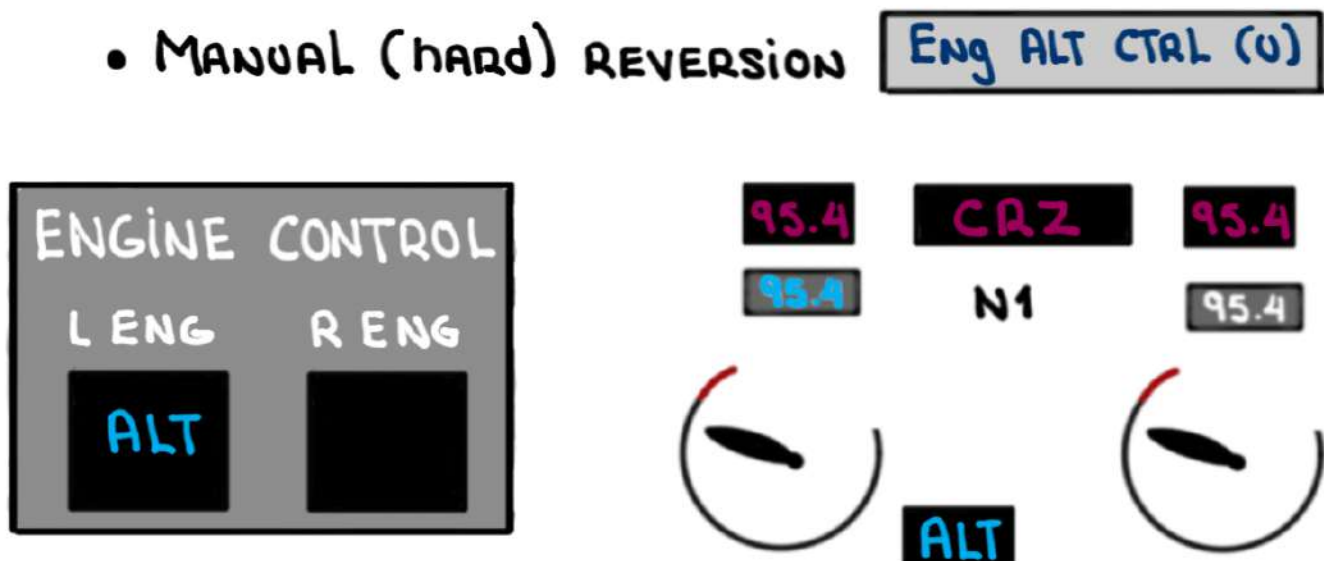 • MANUAL (hard) REVERSION
Eng ALT CTRL (U)
ENGINE CONTROL
L ENG R ENG
ALT
95.4 CRZ 95.4
95.4 N1 95.4
ALT